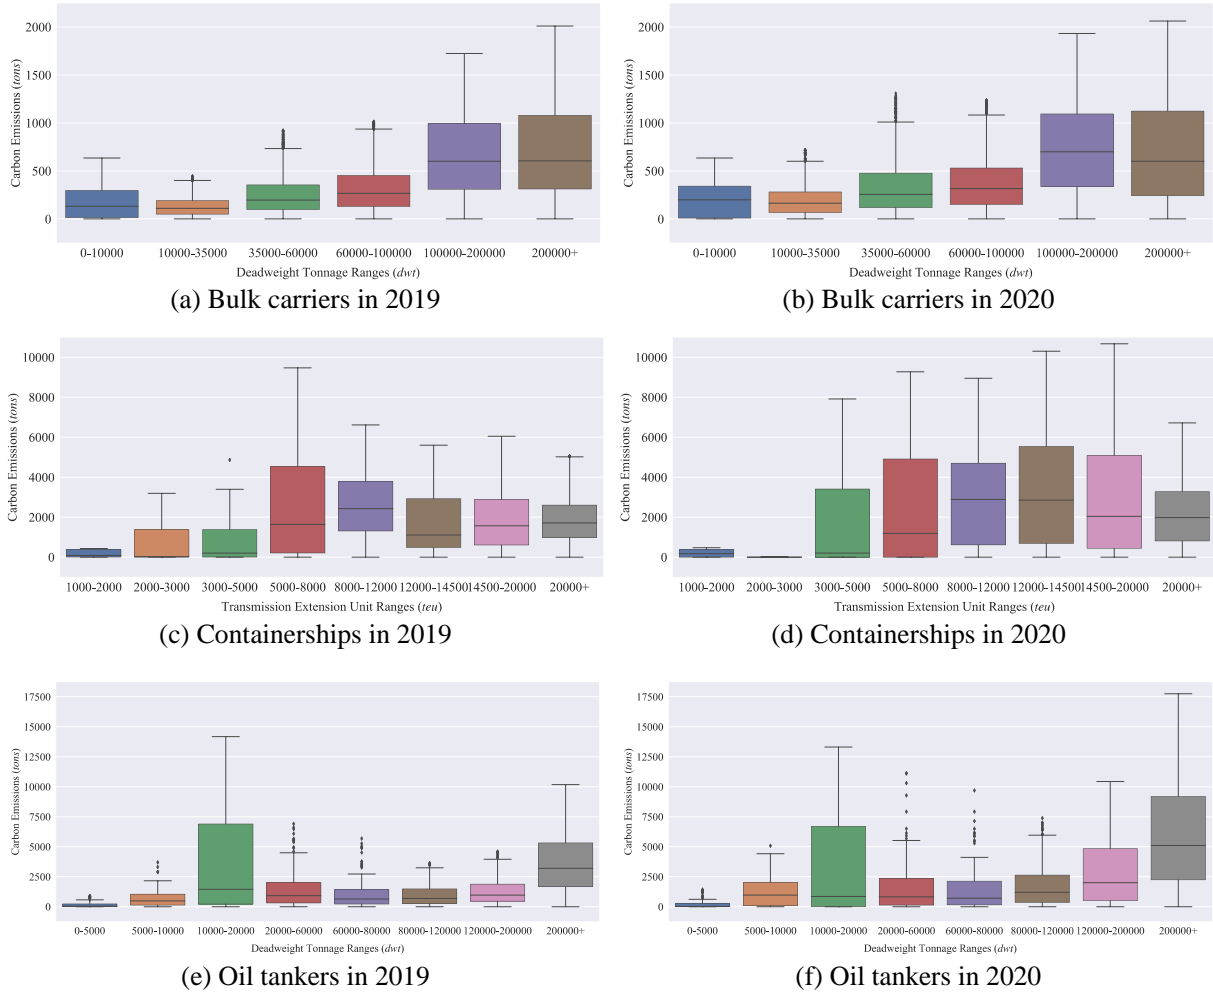 2000
1500
1000
500
0
Carbon Emissions (tons)
0-10000 10000-35000 35000-60000 60000-100000 100000-200000 200000+
Deadweight Tonnage Ranges (dwt)
(a) Bulk carriers in 2019
2000
1500
1000
500
0
Carbon Emissions (tons)
0-10000 10000-35000 35000-60000 60000-100000 100000-200000 200000+
Deadweight Tonnage Ranges (dwt)
(b) Bulk carriers in 2020
10000
8000
6000
4000
2000
0
Carbon Emissions (tons)
1000-2000 2000-3000 3000-5000 5000-8000 8000-12000 12000-14500 14500-20000 20000+
Transmission Extension Unit Ranges (teu)
(c) Containerships in 2019
10000
8000
6000
4000
2000
0
Carbon Emissions (tons)
1000-2000 2000-3000 3000-5000 5000-8000 8000-12000 12000-14500 14500-20000 20000+
Transmission Extension Unit Ranges (teu)
(d) Containerships in 2020
17500
15000
12500
10000
7500
5000
2500
0
Carbon Emissions (tons)
0-5000 5000-10000 10000-20000 20000-60000 60000-80000 80000-120000 120000-200000 200000+
Deadweight Tonnage Ranges (dwt)
(e) Oil tankers in 2019
17500
15000
12500
10000
7500
5000
2500
0
Carbon Emissions (tons)
0-5000 5000-10000 10000-20000 20000-60000 60000-80000 80000-120000 120000-200000 200000+
Deadweight Tonnage Ranges (dwt)
(f) Oil tankers in 2020